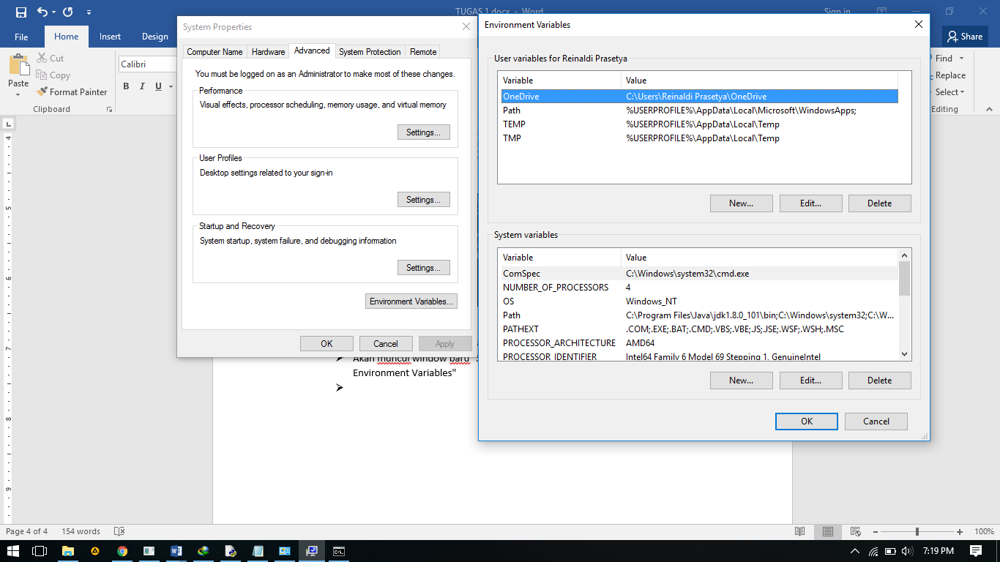 TUGAS 1.docx - Word
Sign in
File
Home
Insert
Design
Share
Paste
Cut
Copy
Format Painter
Clipboard
Calibri
B I U
Find
Replace
Select
Editing
System Properties
Computer Name
Hardware
Advanced
System Protection
Remote
You must be logged on as an Administrator to make most of these changes.
Performance
Visual effects, processor scheduling, memory usage, and virtual memory
Settings...
User Profiles
Desktop settings related to your sign-in
Settings...
Startup and Recovery
System startup, system failure, and debugging information
Settings...
Environment Variables...
OK
Cancel
Apply
Environment Variables
User variables for Reinaldi Prasetya
Variable Value
OneDrive C:\Users\Reinaldi Prasetya\OneDrive
Path %USERPROFILE%\AppData\Local\Microsoft\WindowsApps;
TEMP %USERPROFILE%\AppData\Local\Temp
TMP %USERPROFILE%\AppData\Local\Temp
New... Edit... Delete
System variables
Variable Value
ComSpec C:\Windows\system32\cmd.exe
NUMBER_OF_PROCESSORS 4
OS Windows_NT
Path C:\Program Files\Java\jdk1.8.0_101\bin;C:\Windows\system32;C:\W...
PATHEXT .COM;.EXE;.BAT;.CMD;.VBS;.VBE;.JS;.JSE;.WSF;.WSH;.MSC
PROCESSOR_ARCHITECTURE AMD64
PROCESSOR_IDENTIFIER Intel64 Family 6 Model 69 Stepping 1, GenuineIntel
New... Edit... Delete
OK Cancel
L
4
5
6
7
8
9
Akan muncul window baru
Environment Variables"
Page 4 of 4 154 words
100%
7:19 PM